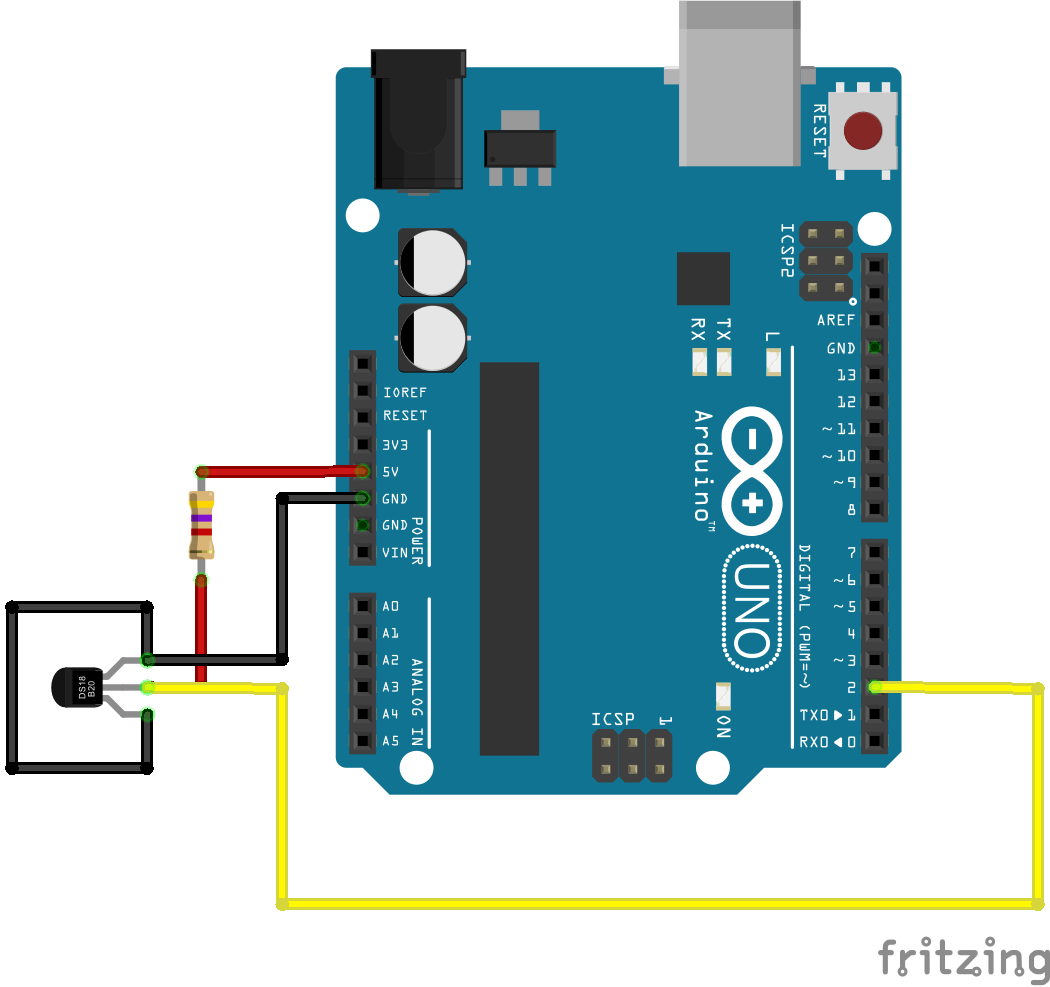 RESET
ICSP2
AREF
GND
13
12
~11
~10
~9
8
7
~6
~5
4
~3
2
TX0▶1
RX0◀0
RX
TX
L
IOREF
RESET
3V3
5V
GND
GND
VIN
POWER
A0
A1
A2
A3
A4
A5
ANALOG IN
Arduino™
UNO
DIGITAL (PWM=~)
ICSP
1
ON
DS18
B20
fritzing